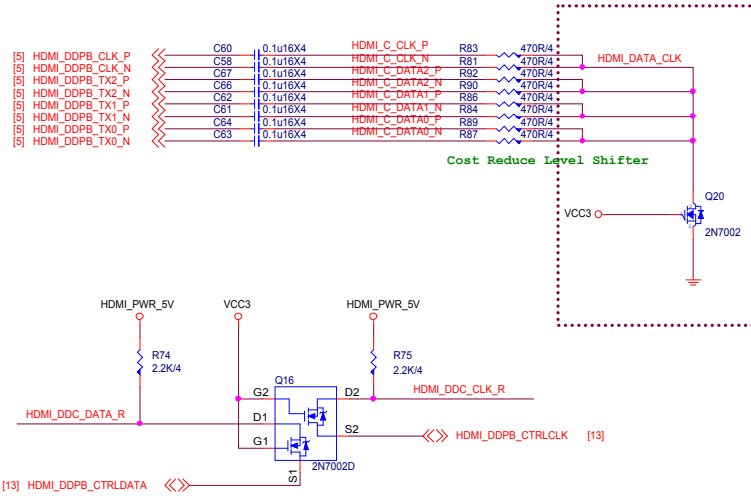 [5] HDMI_DDPB_CLK_P C60 0.1u16X4 HDMI_C_CLK_P R83 470R/4
[5] HDMI_DDPB_CLK_N C58 0.1u16X4 HDMI_C_CLK_N R81 470R/4 HDMI_DATA_CLK
[5] HDMI_DDPB_TX2_P C67 0.1u16X4 HDMI_C_DATA2_P R92 470R/4
[5] HDMI_DDPB_TX2_N C66 0.1u16X4 HDMI_C_DATA2_N R90 470R/4
[5] HDMI_DDPB_TX1_P C62 0.1u16X4 HDMI_C_DATA1_P R86 470R/4
[5] HDMI_DDPB_TX1_N C61 0.1u16X4 HDMI_C_DATA1_N R84 470R/4
[5] HDMI_DDPB_TX0_P C64 0.1u16X4 HDMI_C_DATA0_P R89 470R/4
[5] HDMI_DDPB_TX0_N C63 0.1u16X4 HDMI_C_DATA0_N R87 470R/4
Cost Reduce Level Shifter
Q20
VCC3
2N7002
HDMI_PWR_5V VCC3 HDMI_PWR_5V
R74 R75
2.2K/4 2.2K/4
Q16
G2 D2 HDMI_DDC_CLK_R
HDMI_DDC_DATA_R D1
S2 HDMI_DDPB_CTRLCLK [13]
G1
2N7002D
S1
[13] HDMI_DDPB_CTRLDATA